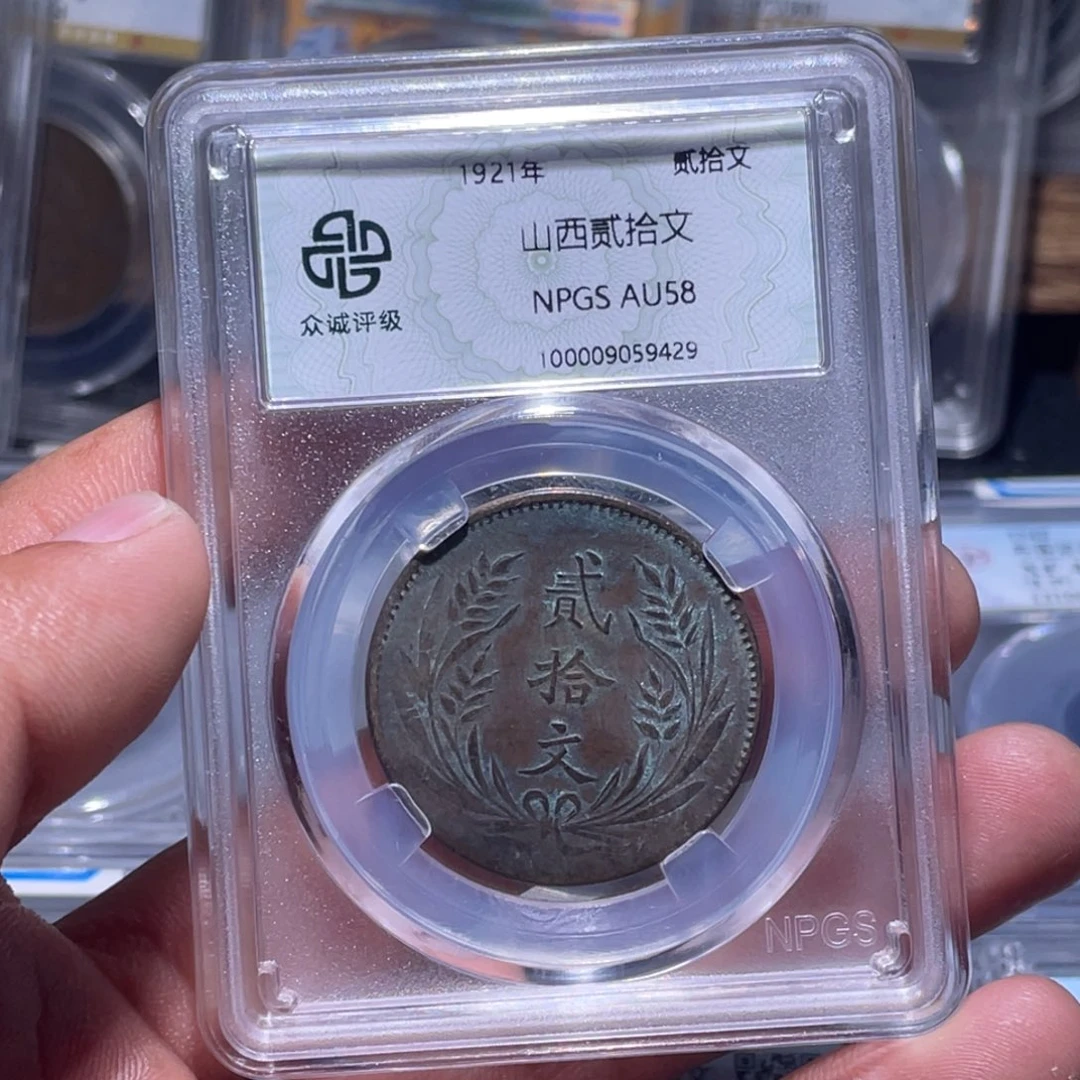 1921年 贰拾文
山西贰拾文
NPGS AU58
100009059429
众诚评级
貳
拾
文
NPGS